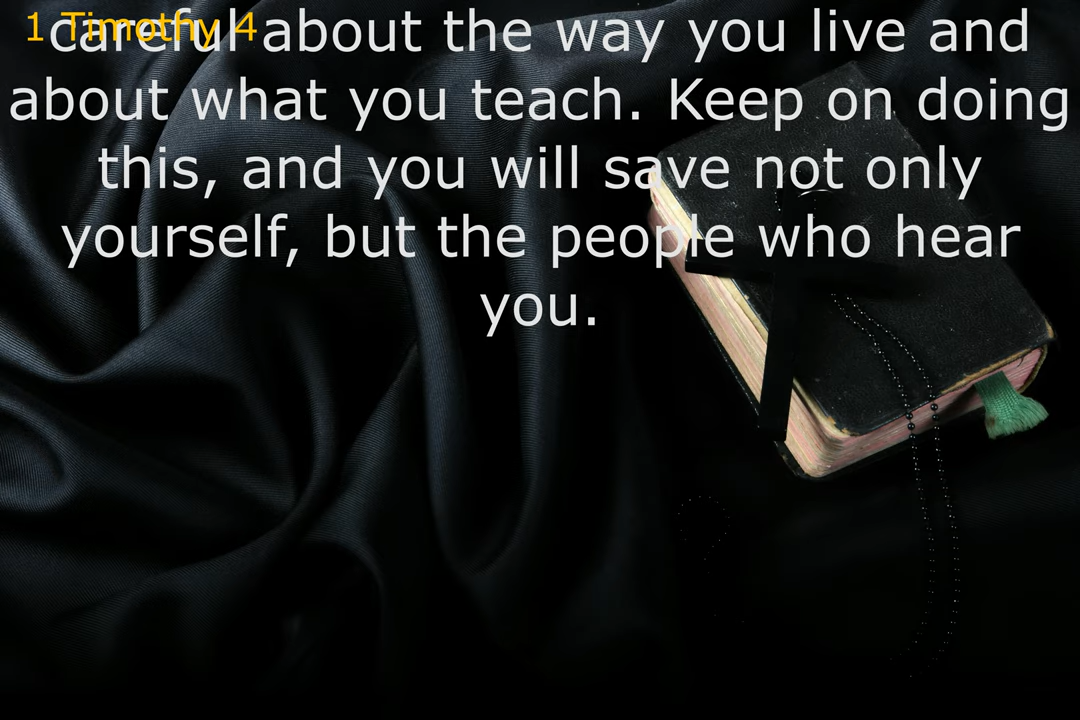 1 Timothy 4
careful about the way you live and
about what you teach. Keep on doing
this, and you will save not only
yourself, but the people who hear
you.